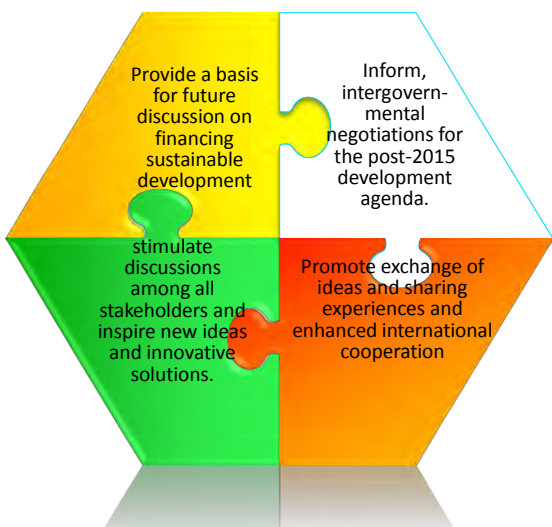 Provide a basis
for future
discussion on
financing
sustainable
development
Inform,
intergovern-
mental
negotiations for
the post-2015
development
agenda.
stimulate
discussions
among all
stakeholders and
inspire new ideas
and innovative
solutions.
Promote exchange of
ideas and sharing
experiences and
enhanced international
cooperation